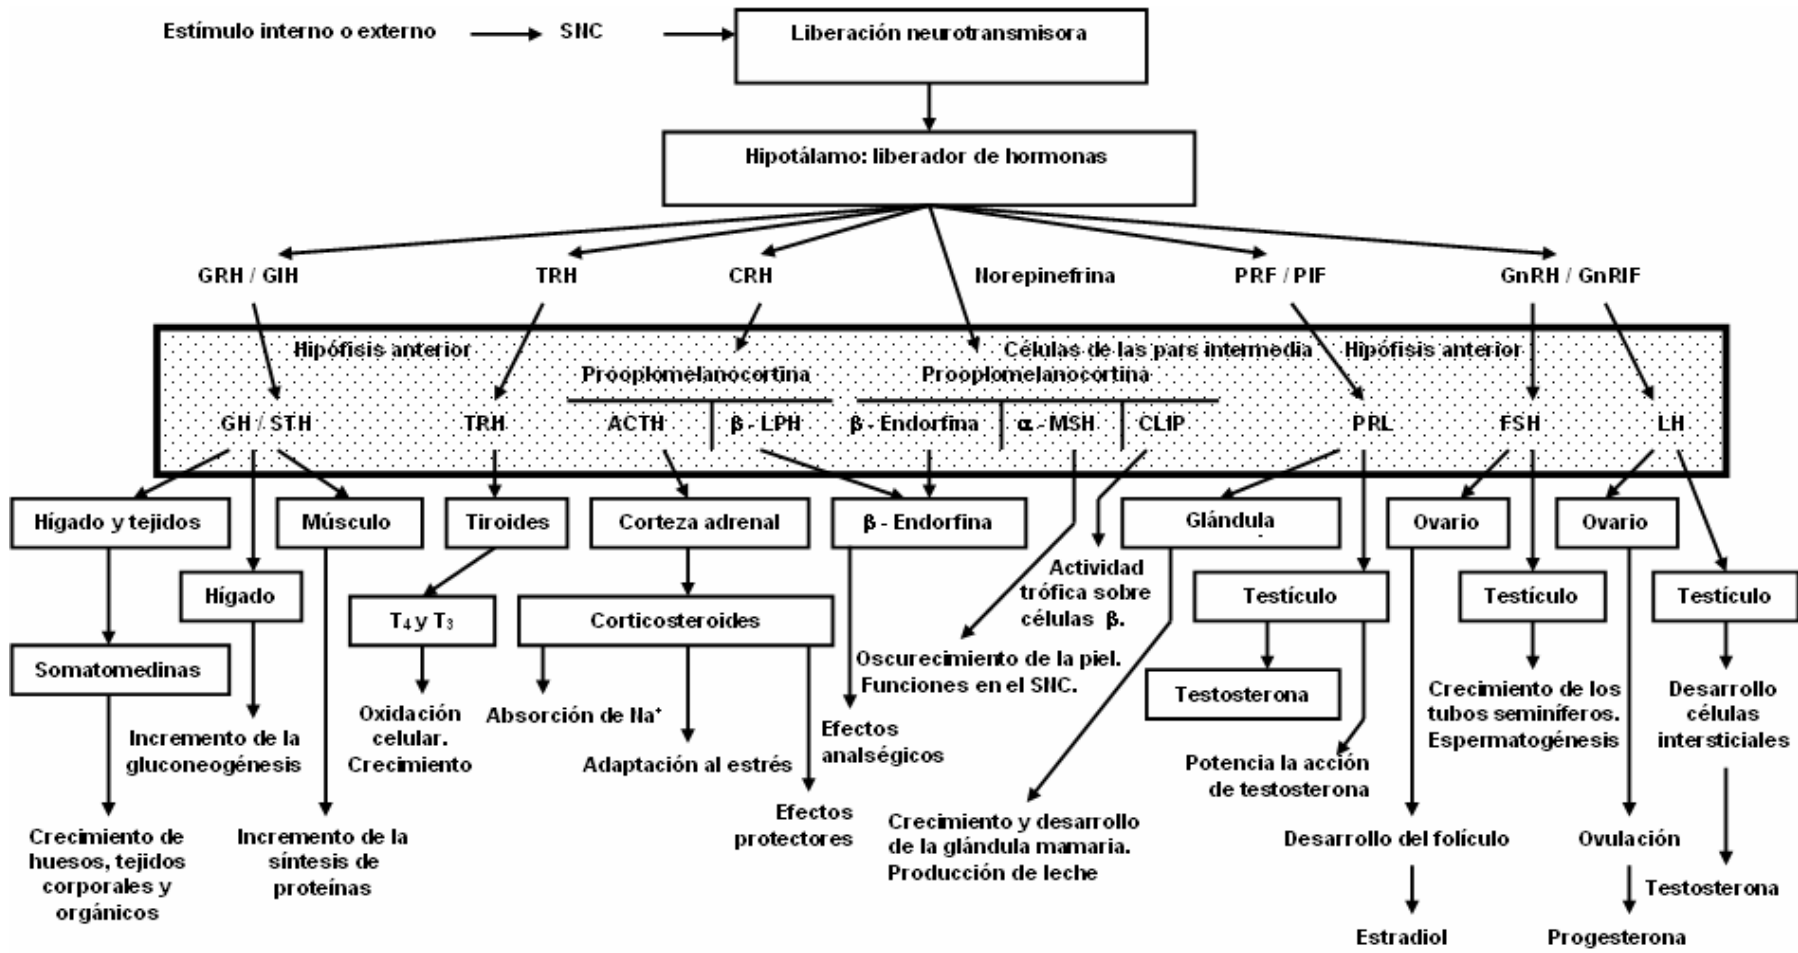 Estímulo interno o externo
SNC
Liberación neurotransmisora
Hipotálamo: liberador de hormonas
GRH / GIH
TRH
CRH
Norepinefrina
PRF / PIF
GnRH / GnRIF
Hipófisis anterior
Células de las pars intermedia
Hipófisis anterior
Prooplomelanocortina
Prooplomelanocortina
GH / STH
TRH
ACTH
β - LPH
β - Endorfina
α - MSH
CLIP
PRL
FSH
LH
Hígado y tejidos
Músculo
Tiroides
Corteza adrenal
β - Endorfina
Glándula
Ovario
Ovario
Hígado
Actividad
trófica sobre
células β.
Testículo
Testículo
Testículo
T₄ y T₃
Corticosteroides
Somatomedinas
Oscurecimiento de la piel.
Funciones en el SNC.
Testosterona
Crecimiento de los
tubos seminíferos.
Espermatogénesis
Desarrollo
células
intersticiales
Incremento de la
gluconeogénesis
Oxidación
celular.
Crecimiento
Absorción de Na⁺
Adaptación al estrés
Efectos
analségicos
Potencia la acción
de testosterona
Efectos
protectores
Crecimiento de
huesos, tejidos
corporales y
orgánicos
Incremento de la
síntesis de
proteínas
Crecimiento y desarrollo
de la glándula mamaria.
Producción de leche
Desarrollo del folículo
Ovulación
Testosterona
Estradiol
Progesterona